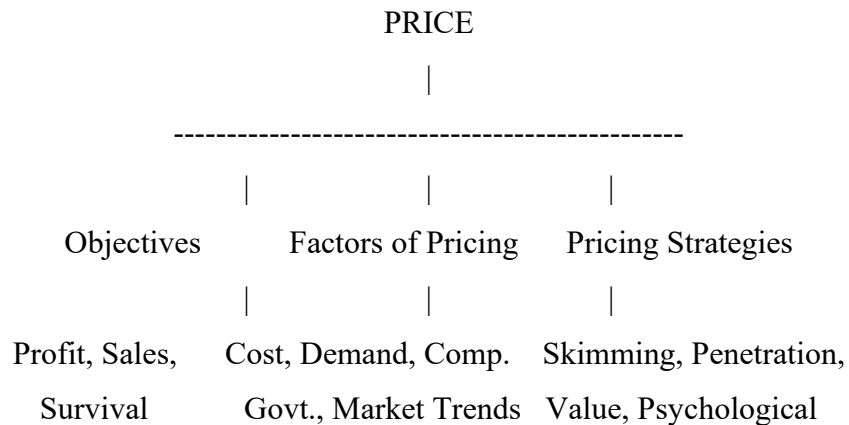 PRICE
|
------------------------------------------------
| | |
Objectives Factors of Pricing Pricing Strategies
| | |
Profit, Sales, Cost, Demand, Comp. Skimming, Penetration,
Survival Govt., Market Trends Value, Psychological